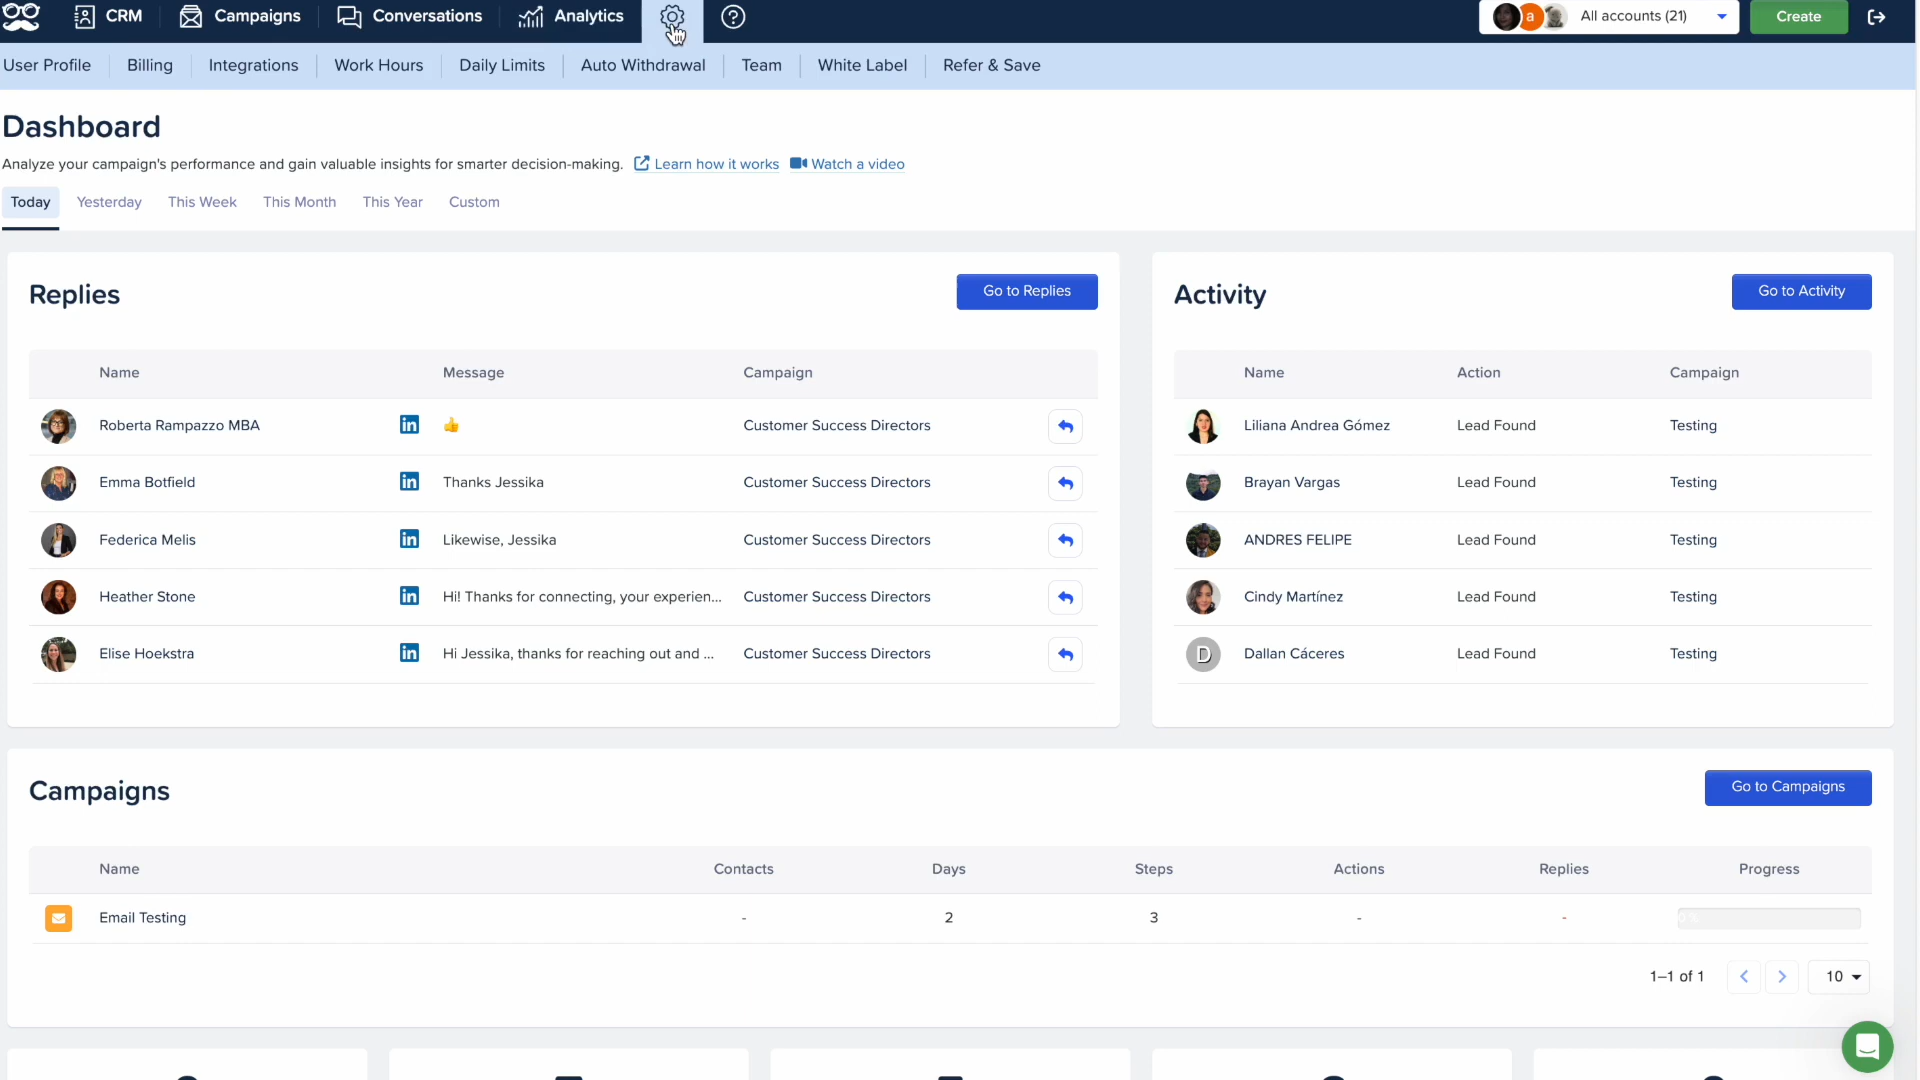 CRM Campaigns Conversations Analytics a All accounts (21) Create
User Profile Billing Integrations Work Hours Daily Limits Auto Withdrawal Team White Label Refer & Save
Dashboard
Analyze your campaign's performance and gain valuable insights for smarter decision-making. Learn how it works Watch a video
Today Yesterday This Week This Month This Year Custom
Replies
Go to Replies
Name Message Campaign
Roberta Rampazzo MBA in 👍 Customer Success Directors
Emma Botfield in Thanks Jessika Customer Success Directors
Federica Melis in Likewise, Jessika Customer Success Directors
Heather Stone in Hi! Thanks for connecting, your experien... Customer Success Directors
Elise Hoekstra in Hi Jessika, thanks for reaching out and ... Customer Success Directors
Activity
Go to Activity
Name Action Campaign
Liliana Andrea Gómez Lead Found Testing
Brayan Vargas Lead Found Testing
ANDRES FELIPE Lead Found Testing
Cindy Martínez Lead Found Testing
D Dallan Cáceres Lead Found Testing
Campaigns
Go to Campaigns
Name Contacts Days Steps Actions Replies Progress
Email Testing - 2 3 - - 0 %
1–1 of 1 10